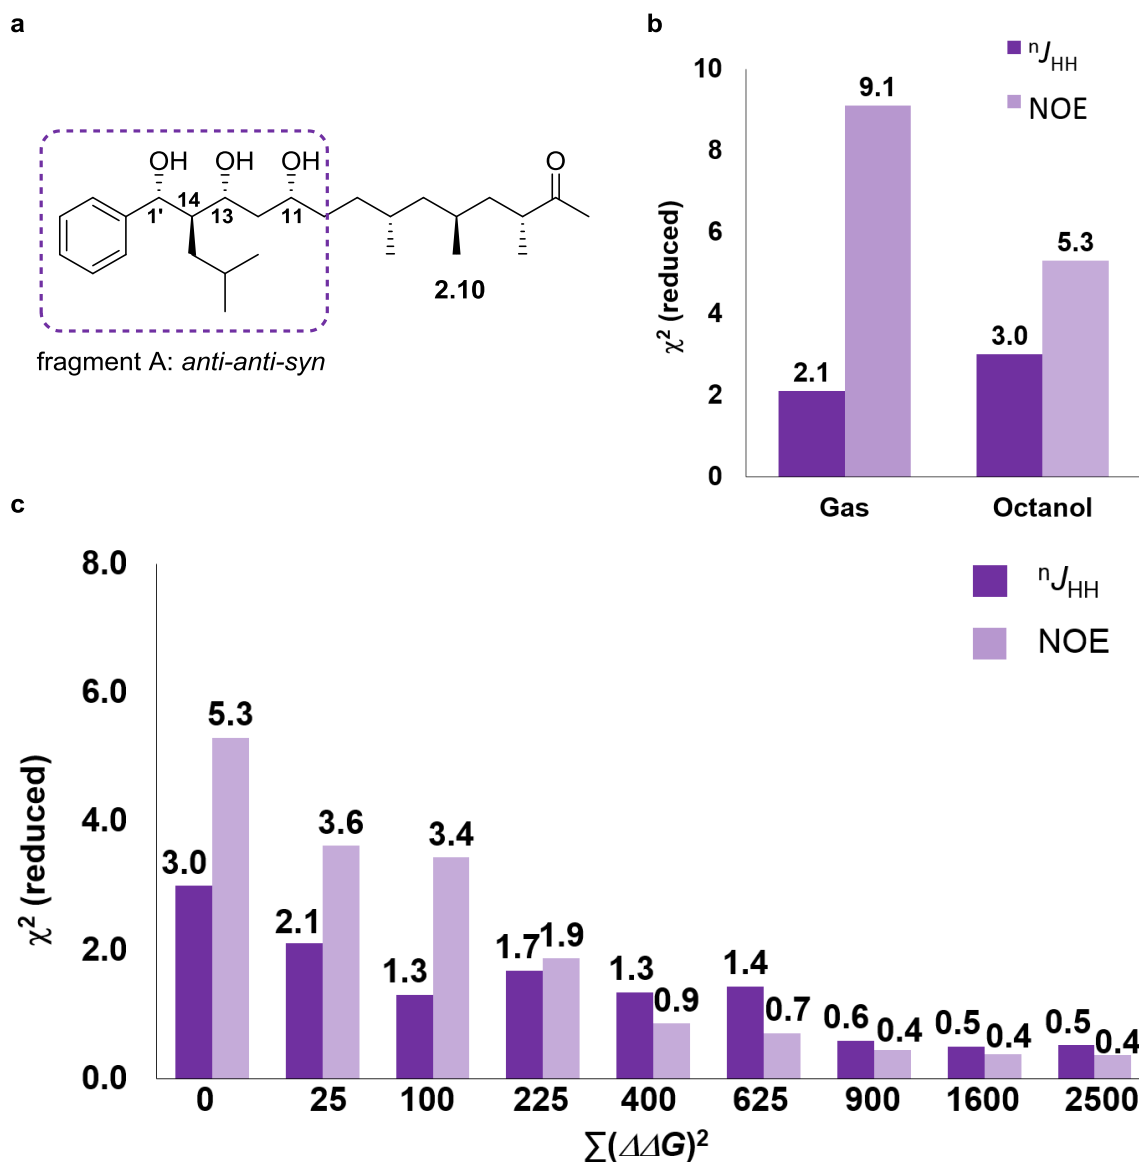 a
OH OH OH O
14
1' 13 11
2.10
fragment A: anti-anti-syn
b
ⁿJHH
NOE
10
8
6
4
2
0
χ² (reduced)
9.1
5.3
3.0
2.1
Gas Octanol
c
ⁿJHH
NOE
8.0
6.0
4.0
2.0
0.0
χ² (reduced)
3.0 5.3
2.1 3.6
1.3 3.4
1.7 1.9
1.3 0.9
1.4 0.7
0.6 0.4
0.5 0.4
0.5 0.4
0 25 100 225 400 625 900 1600 2500
∑(ΔΔG)²